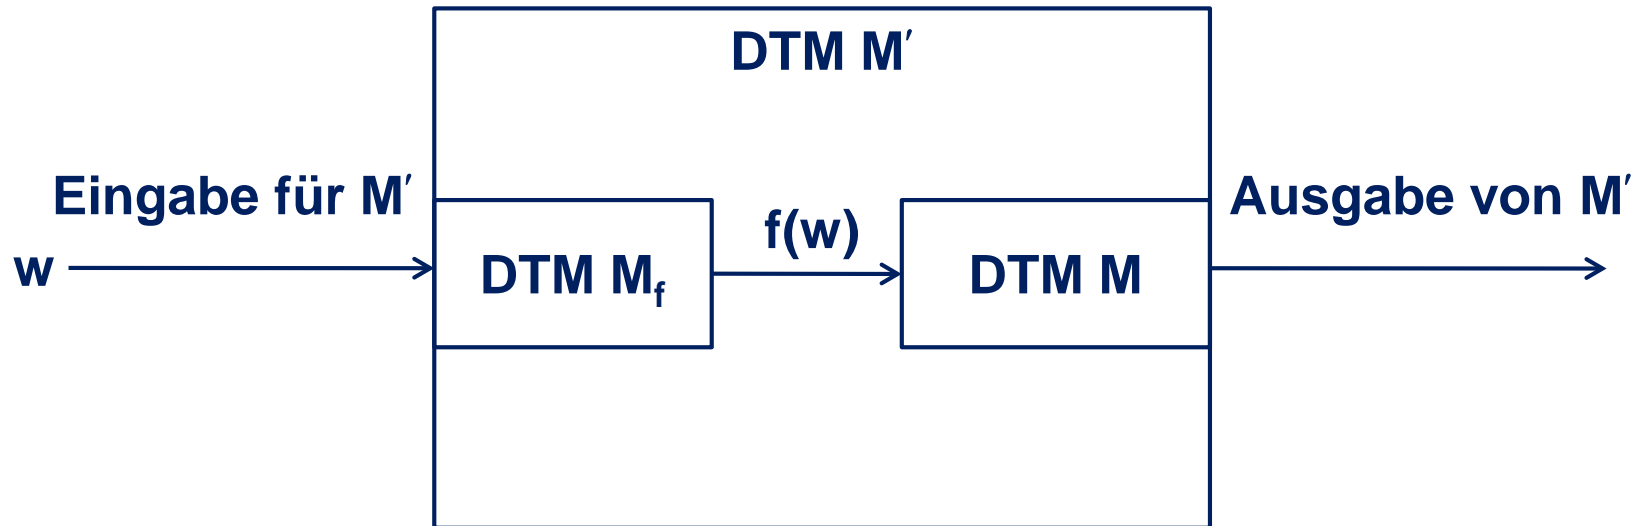 DTM M′
Eingabe für M′
Ausgabe von M′
w
DTM Mf
f(w)
DTM M